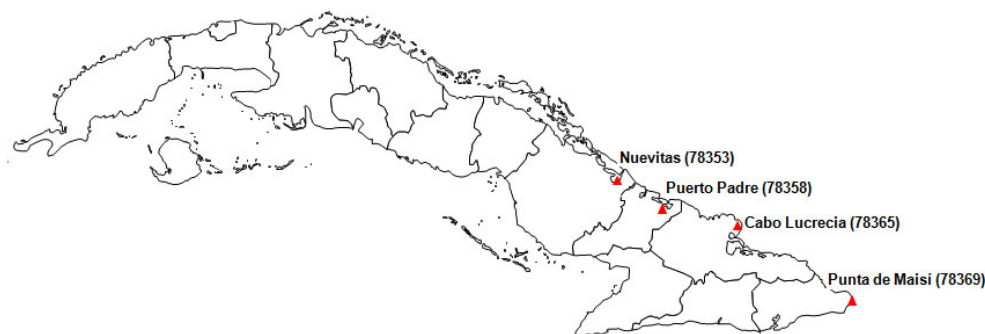 Nuevitas (78353)
Puerto Padre (78358)
Cabo Lucrecia (78365)
Punta de Maisí (78369)